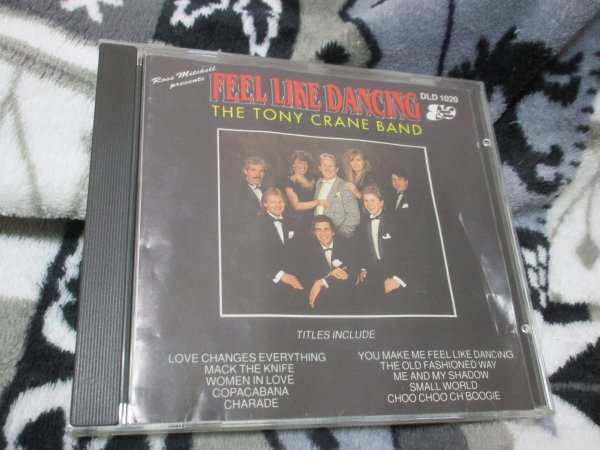 Ross Mitchell
presents
FEEL LIKE DANCING
DLD 1020
THE TONY CRANE BAND
TITLES INCLUDE
LOVE CHANGES EVERYTHING
MACK THE KNIFE
WOMEN IN LOVE
COPACABANA
CHARADE
YOU MAKE ME FEEL LIKE DANCING
THE OLD FASHIONED WAY
ME AND MY SHADOW
SMALL WORLD
CHOO CHOO CH'BOOGIE